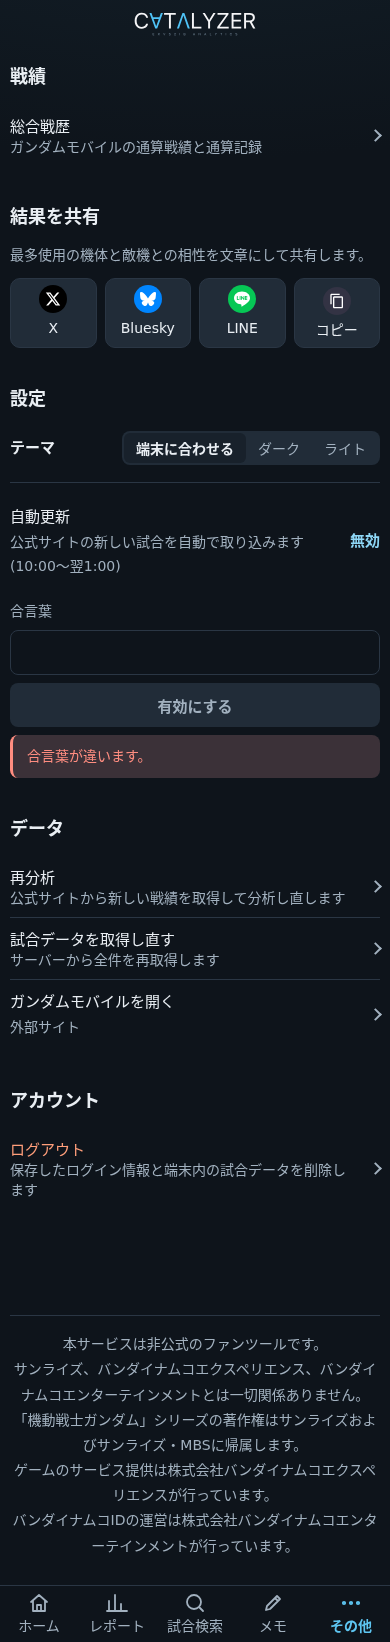 CATALYZER
戦績
総合戦歴
ガンダムモバイルの通算戦績と通算記録
結果を共有
最多使用の機体と敵機との相性を文章にして共有します。
X
Bluesky
LINE
コピー
設定
テーマ
端末に合わせる
ダーク
ライト
自動更新
公式サイトの新しい試合を自動で取り込みます
(10:00〜翌1:00)
無効
合言葉
有効にする
合言葉が違います。
データ
再分析
公式サイトから新しい戦績を取得して分析し直します
試合データを取得し直す
サーバーから全件を再取得します
ガンダムモバイルを開く
外部サイト
アカウント
ログアウト
保存したログイン情報と端末内の試合データを削除し
ます
本サービスは非公式のファンツールです。
サンライズ、バンダイナムコエクスペリエンス、バンダイ
ナムコエンターテインメントとは一切関係ありません。
「機動戦士ガンダム」シリーズの著作権はサンライズおよ
びサンライズ・MBSに帰属します。
ゲームのサービス提供は株式会社バンダイナムコエクスペ
リエンスが行っています。
バンダイナムコIDの運営は株式会社バンダイナムコエンタ
ーテインメントが行っています。
ホーム
レポート
試合検索
メモ
その他